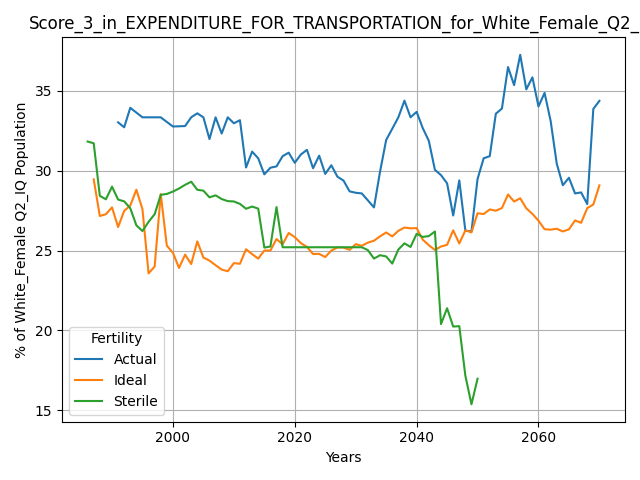 Score_3_in_EXPENDITURE_FOR_TRANSPORTATION_for_White_Female_Q2_
% of White_Female Q2_IQ Population
35
30
25
20
15
Fertility
Actual
Ideal
Sterile
2000
2020
2040
2060
Years